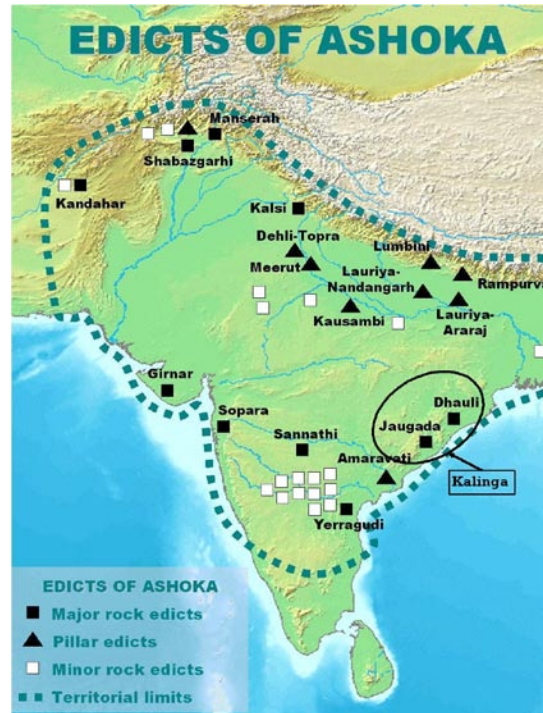 EDICTS OF ASHOKA
Manserah
Shabazgarhi
Kandahar
Kalsi
Dehli-Topra
Lumbini
Meerut
Lauriya-
Nandangarh
Rampurva
Kausambi
Lauriya-
Araraj
Girnar
Dhauli
Sopara
Jaugada
Sannathi
Amaravati
Kalinga
Yerragudi
EDICTS OF ASHOKA
Major rock edicts
Pillar edicts
Minor rock edicts
Territorial limits